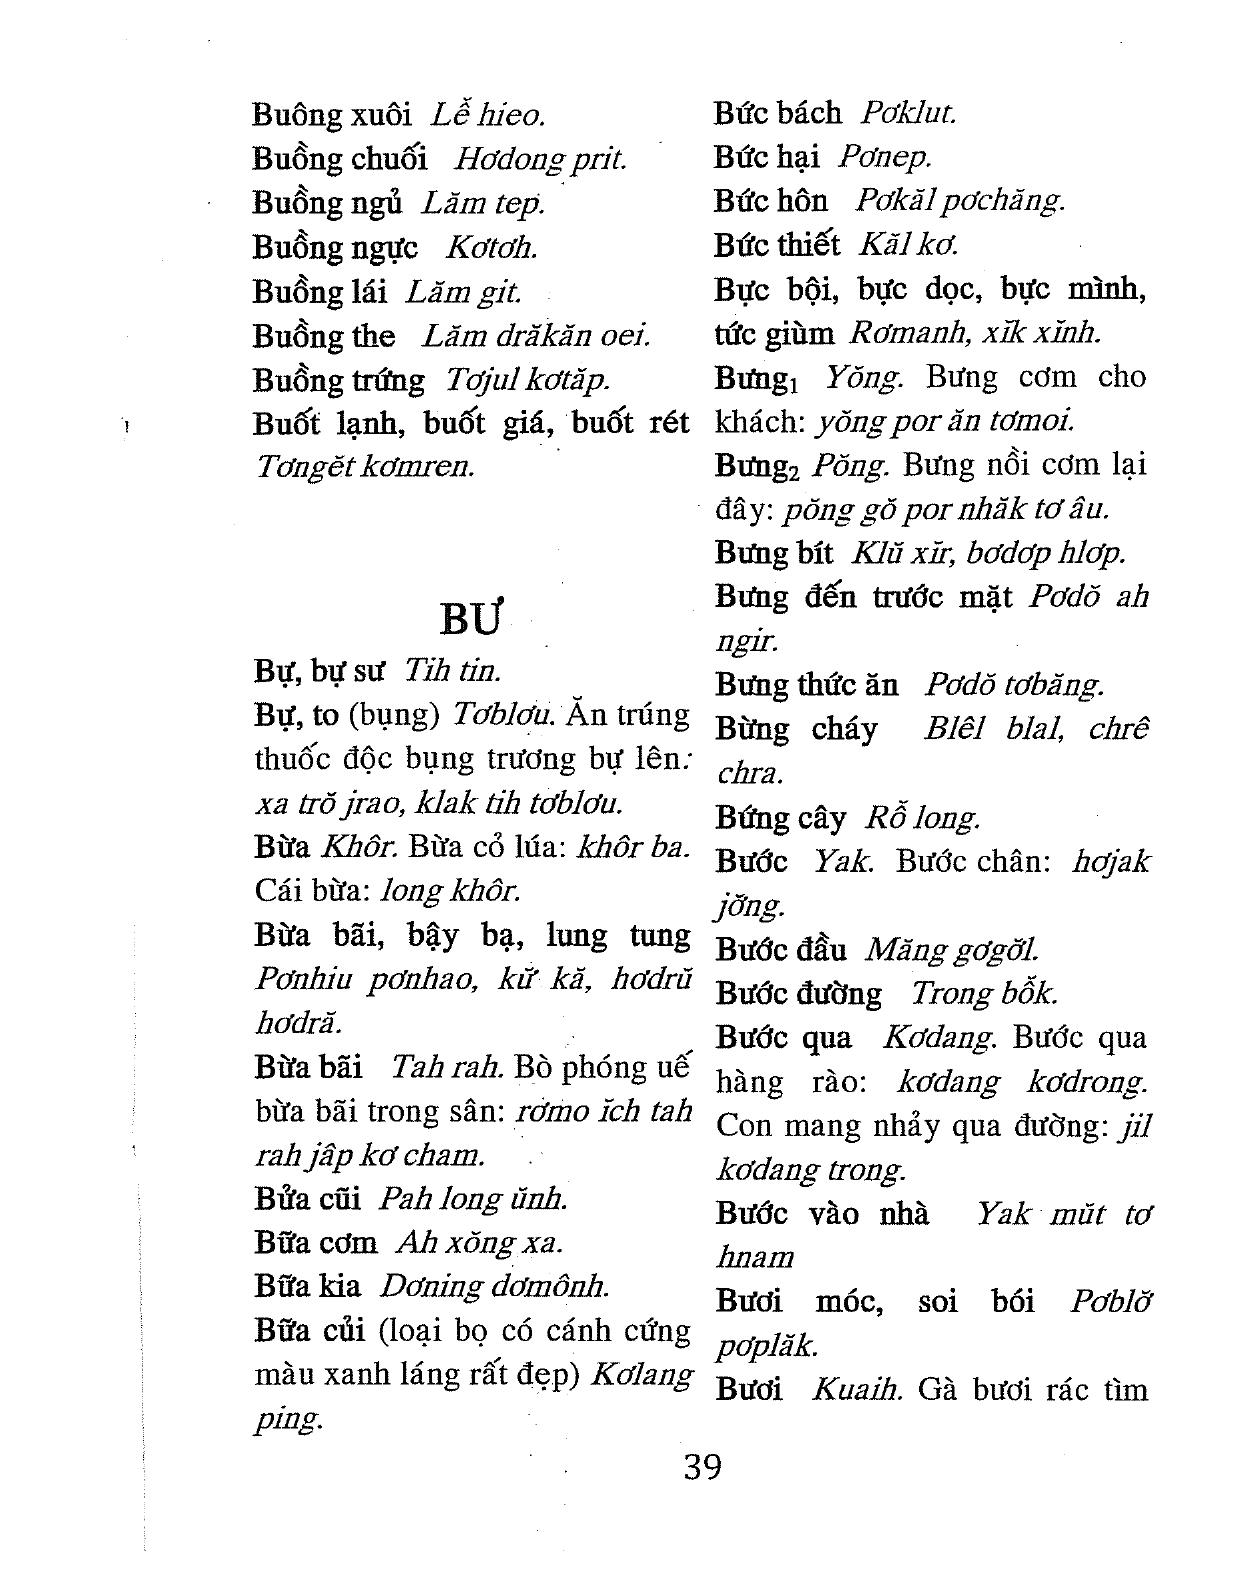 Buông xuôi Lễ hieo.
Buồng chuối Hơdong prit.
Buồng ngủ Lăm tep.
Buồng ngực Kơtơh.
Buồng lái Lăm git.
Buồng the Lăm drăkăn oei.
Buồng trứng Tơjul kơtăp.
Buốt lạnh, buốt giá, buốt rét
Tơngĕt kơmren.
BƯ
Bự, bự sư Tih tin.
Bự, to (bụng) Tơblơu. Ăn trúng
thuốc độc bụng trương bự lên:
xa trŏ jrao, klak tih tơblơu.
Bừa Khôr. Bừa cỏ lúa: khôr ba.
Cái bừa: long khôr.
Bừa bãi, bậy bạ, lung tung
Pơnhiu pơnhao, kư̆ kă, hơdrŭ
hơdră.
Bừa bãi Tah rah. Bò phóng uế
bừa bãi trong sân: rơmo ĭch tah
rah jâp kơ cham.
Bửa cũi Pah long ŭnh.
Bữa cơm Ah xŏng xa.
Bữa kia Dơning dơmônh.
Bữa củi (loại bọ có cánh cứng
màu xanh láng rất đẹp) Kơlang
ping.
Bức bách Pơklut.
Bức hại Pơnep.
Bức hôn Pơkăl pơchăng.
Bức thiết Kăl kơ.
Bực bội, bực dọc, bực mình,
tức giùm Rơmanh, xĭk xĭnh.
Bưng₁ Yŏng. Bưng cơm cho
khách: yŏng por ăn tơmoi.
Bưng₂ Pŏng. Bưng nồi cơm lại
đây: pŏng gŏ por nhăk tơ âu.
Bưng bít Klŭ xĭr, bơdơp hlơp.
Bưng đến trước mặt Pơdŏ ah
ngir.
Bưng thức ăn Pơdŏ tơbăng.
Bừng cháy Blêl blal, chrê
chra.
Bứng cây Rỗ long.
Bước Yak. Bước chân: hơjak
jơ̆ng.
Bước đầu Măng gơgơ̆l.
Bước đường Trong bô̆k.
Bước qua Kơdang. Bước qua
hàng rào: kơdang kơdrong.
Con mang nhảy qua đường: jil
kơdang trong.
Bước vào nhà Yak mŭt tơ
hnam
Bươi móc, soi bói Pơblơ̆
pơplăk.
Bươi Kuaih. Gà bươi rác tìm
39